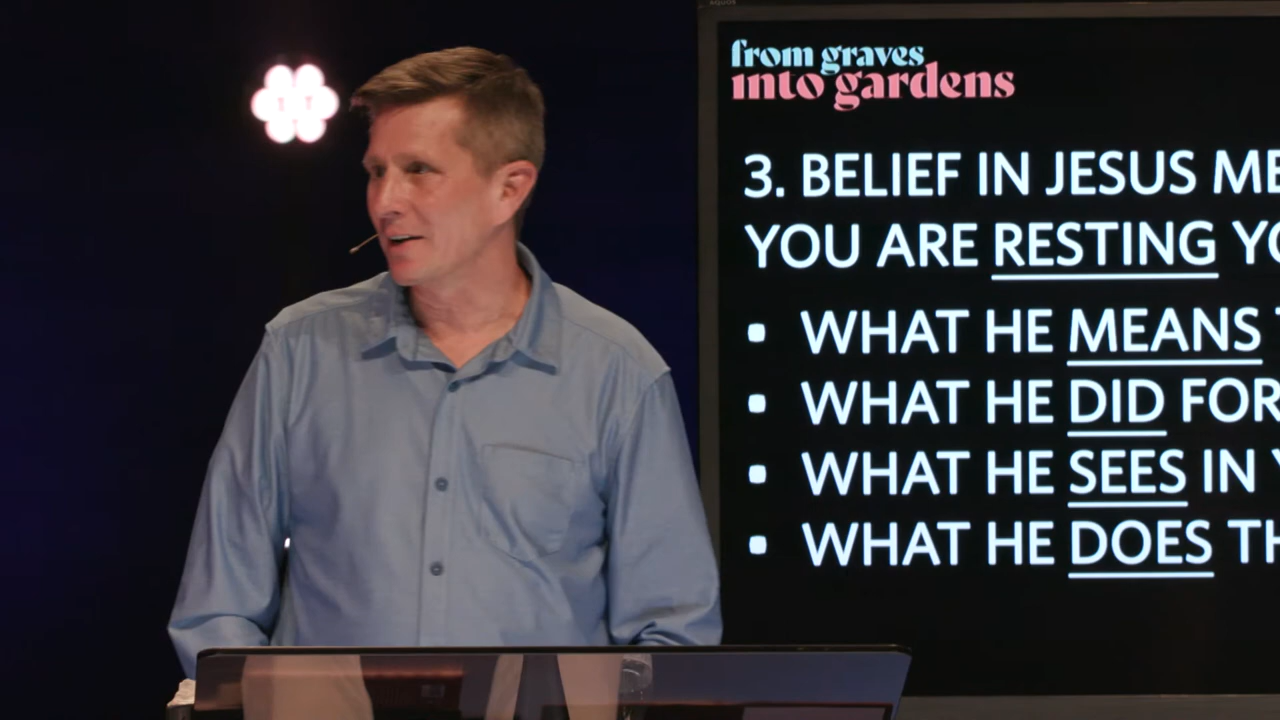 from graves
into gardens
3. BELIEF IN JESUS ME
YOU ARE RESTING YO
▪ WHAT HE MEANS
▪ WHAT HE DID FOR
▪ WHAT HE SEES IN
▪ WHAT HE DOES TH